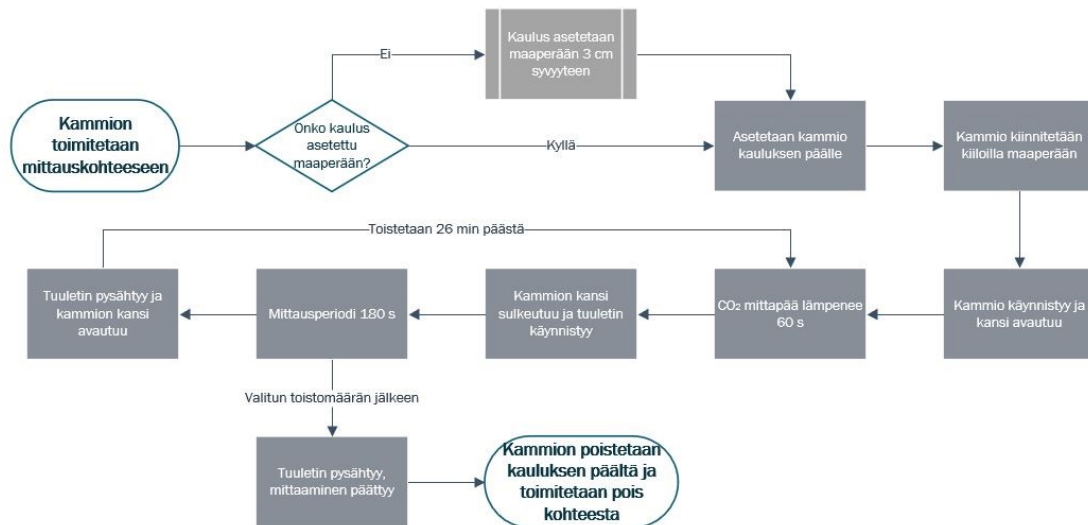 Ei
Kaulus asetetaan
maaperään 3 cm
syvyyteen
Kammion
toimitetaan
mittauskohteeseen
Onko kaulus
asetettu
maaperään?
Kyllä
Asetetaan kammio
kauluksen päälle
Kammio kiinnitetään
kiiloilla maaperään
Toistetaan 26 min päästä
Tuuletin pysähtyy ja
kammion kansi
avautuu
Mittausperiodi 180 s
Kammion kansi
sulkeutuu ja tuuletin
käynnistyy
CO₂ mittapää lämpenee
60 s
Kammio käynnistyy ja
kansi avautuu
Valitun toistomäärän jälkeen
Tuuletin pysähtyy,
mittaaminen päättyy
Kammion poistetaan
kauluksen päältä ja
toimitetaan pois
kohteesta